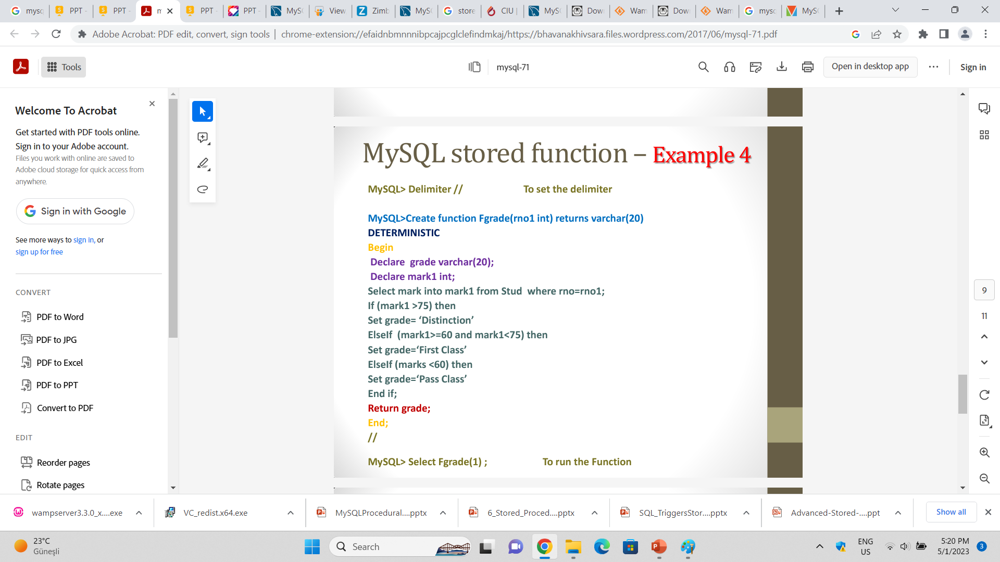 mysq
PPT -
PPT -
m
PPT -
PPT -
MySQ
View
Zimb
MySQ
store
CIU |
MySQ
Down
Wam
Down
Wam
mysq
MySQ
Adobe Acrobat: PDF edit, convert, sign tools | chrome-extension://efaidnbmnnnibpcajpcglclefindmkaj/https://bhavanakhivsara.files.wordpress.com/2017/06/mysql-71.pdf
Tools
mysql-71
Open in desktop app
Sign in
Welcome To Acrobat
Get started with PDF tools online.
Sign in to your Adobe account.
Files you work with online are saved to
Adobe cloud storage for quick access from
anywhere.
Sign in with Google
See more ways to sign in, or
sign up for free
CONVERT
PDF to Word
PDF to JPG
PDF to Excel
PDF to PPT
Convert to PDF
EDIT
Reorder pages
Rotate pages
MySQL stored function – Example 4
MySQL> Delimiter // To set the delimiter
MySQL>Create function Fgrade(rno1 int) returns varchar(20)
DETERMINISTIC
Begin
Declare grade varchar(20);
Declare mark1 int;
Select mark into mark1 from Stud where rno=rno1;
If (mark1 >75) then
Set grade= ‘Distinction’
ElseIf (mark1>=60 and mark1<75) then
Set grade=‘First Class’
ElseIf (marks <60) then
Set grade=‘Pass Class’
End if;
Return grade;
End;
//
MySQL> Select Fgrade(1) ; To run the Function
9
11
wampserver3.3.0_x....exe
VC_redist.x64.exe
MySQLProcedural....pptx
6_Stored_Proced....pptx
SQL_TriggersStor....pptx
Advanced-Stored-....ppt
Show all
23°C
Güneşli
Search
ENG
US
5:20 PM
5/1/2023
3